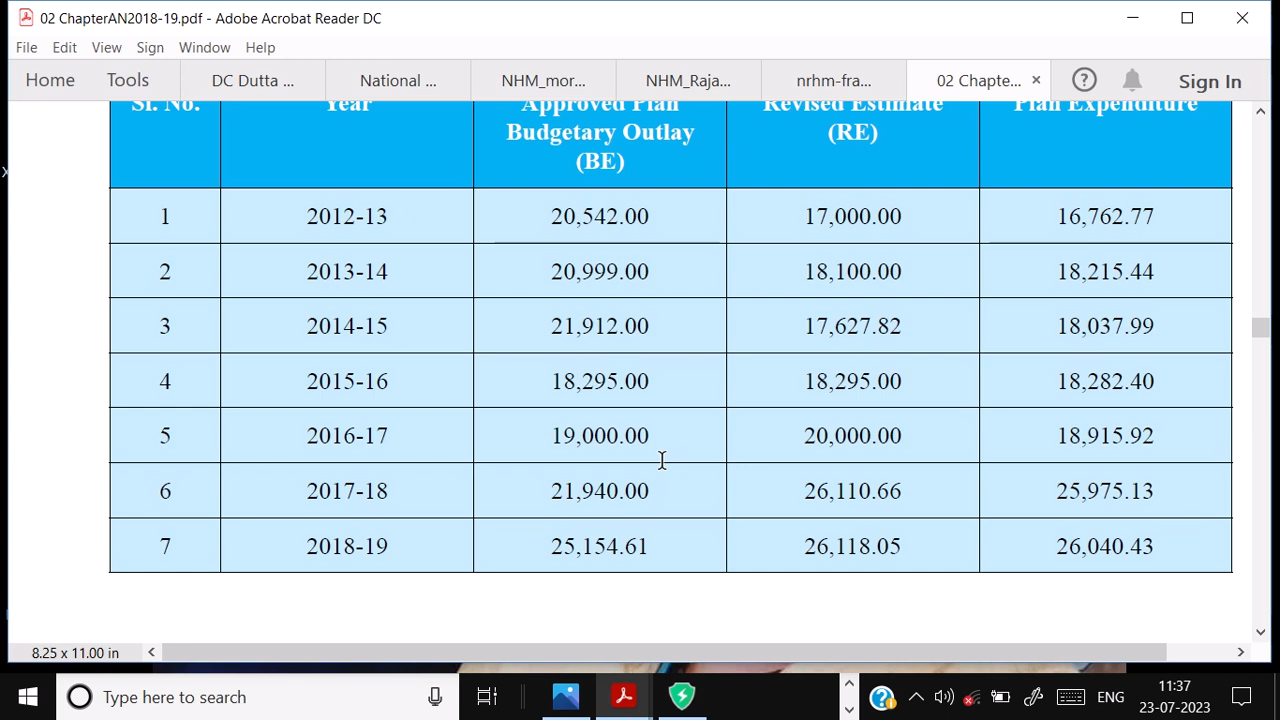 02 ChapterAN2018-19.pdf - Adobe Acrobat Reader DC
File Edit View Sign Window Help
Home Tools DC Dutta ... National ... NHM_mor... NHM_Raja... nrhm-fra... 02 Chapte... × ? Sign In
Sl. No. Year Approved Plan Budgetary Outlay (BE) Revised Estimate (RE) Plan Expenditure
1 2012-13 20,542.00 17,000.00 16,762.77
2 2013-14 20,999.00 18,100.00 18,215.44
3 2014-15 21,912.00 17,627.82 18,037.99
4 2015-16 18,295.00 18,295.00 18,282.40
5 2016-17 19,000.00 20,000.00 18,915.92
6 2017-18 21,940.00 26,110.66 25,975.13
7 2018-19 25,154.61 26,118.05 26,040.43
8.25 x 11.00 in
Type here to search ENG 11:37
23-07-2023